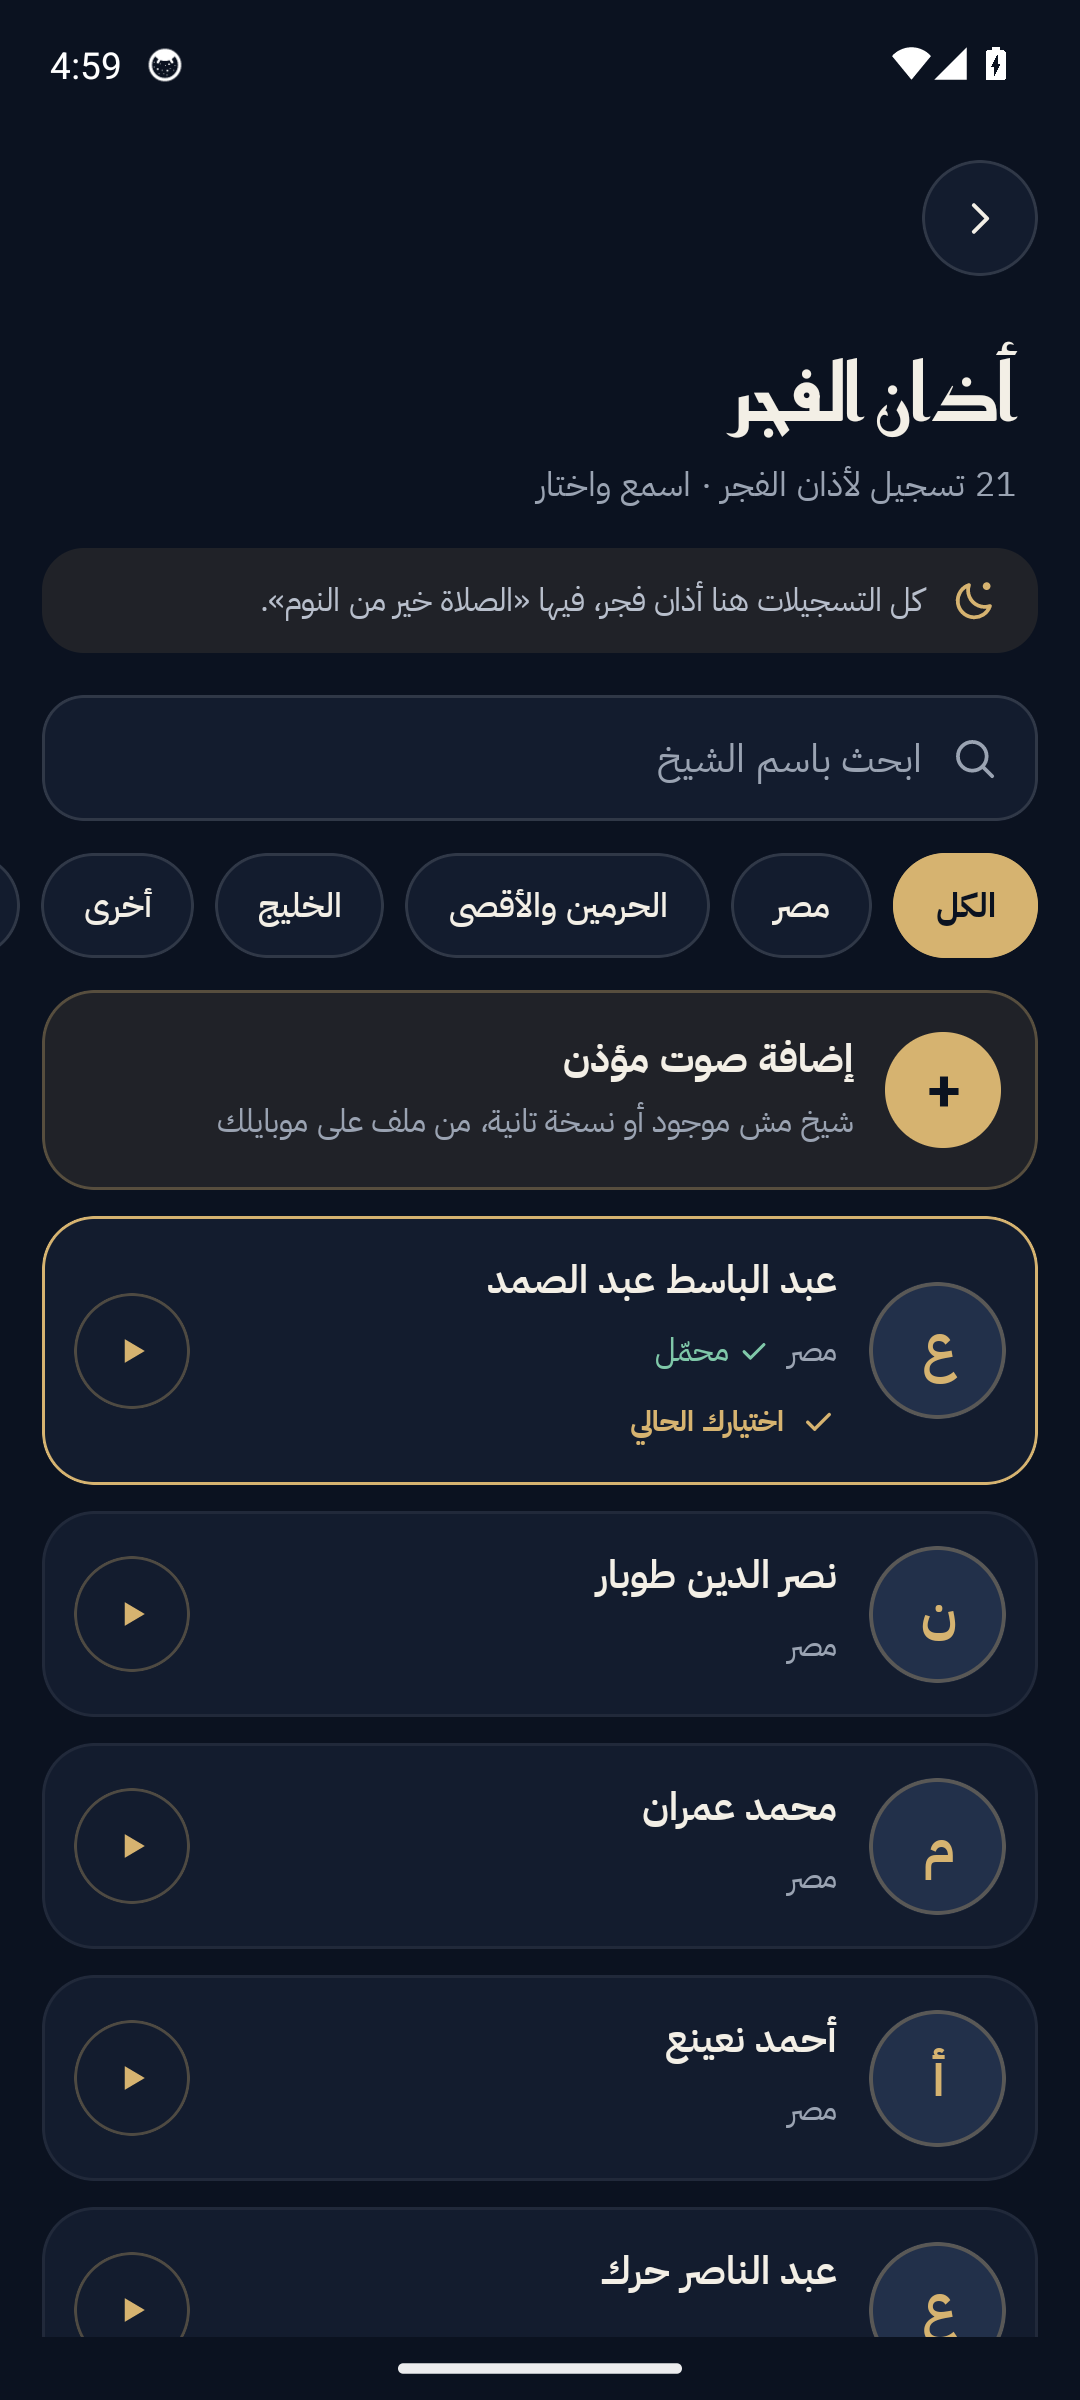 4:59
أذان الفجر
21 تسجيل لأذان الفجر · اسمع واختار
كل التسجيلات هنا أذان فجر، فيها «الصلاة خير من النوم».
ابحث باسم الشيخ
الكل
مصر
الحرمين والأقصى
الخليج
أخرى
إضافة صوت مؤذن
شيخ مش موجود أو نسخة تانية، من ملف على موبايلك
ع
عبد الباسط عبد الصمد
مصر ✓ محمّل
✓ اختيارك الحالي
ن
نصر الدين طوبار
مصر
م
محمد عمران
مصر
أ
أحمد نعينع
مصر
ع
عبد الناصر حرك